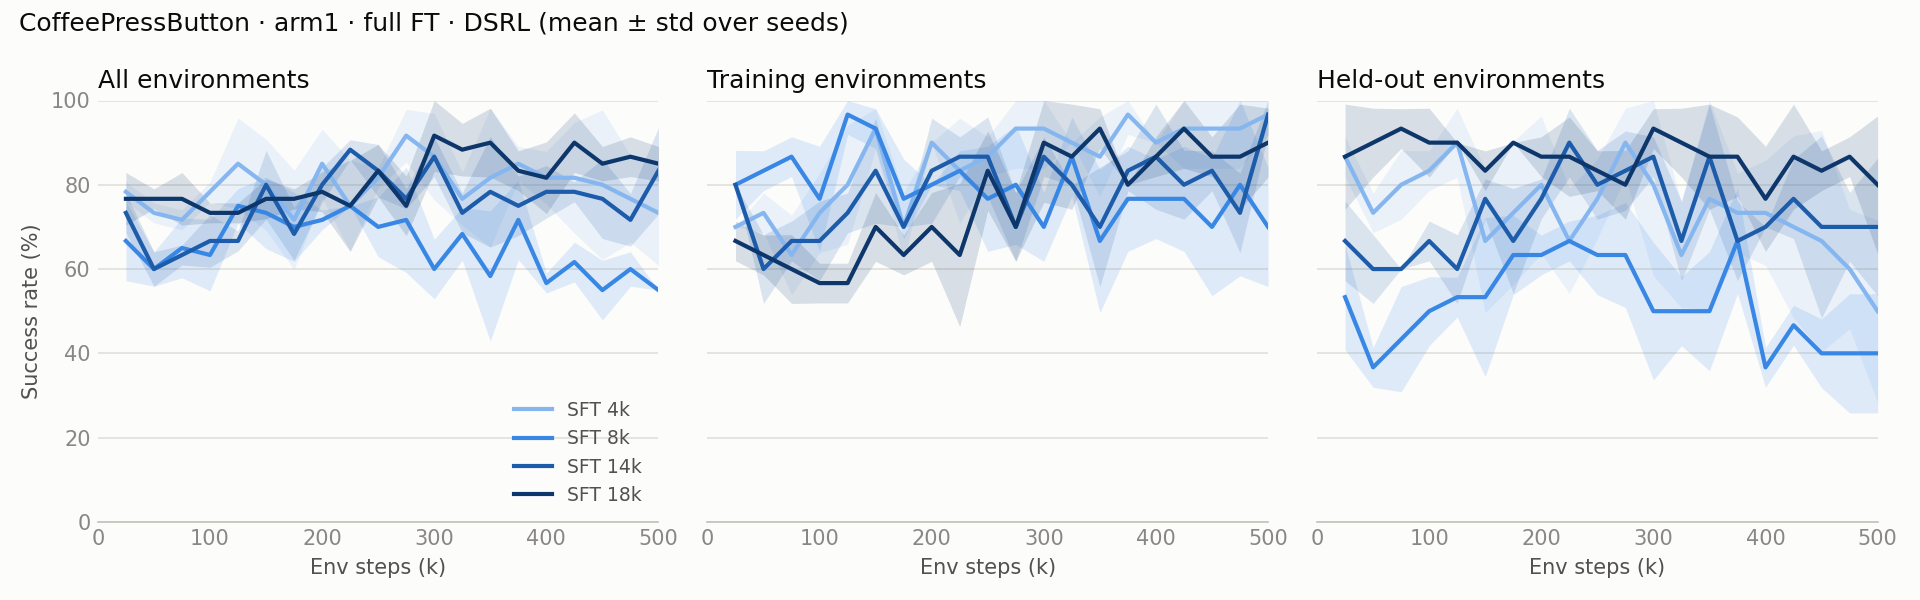 CoffeePressButton · arm1 · full FT · DSRL (mean ± std over seeds)
All environments
Training environments
Held-out environments
Success rate (%)
100
80
60
40
20
0
SFT 4k
SFT 8k
SFT 14k
SFT 18k
0 100 200 300 400 500
0 100 200 300 400 500
0 100 200 300 400 500
Env steps (k)
Env steps (k)
Env steps (k)